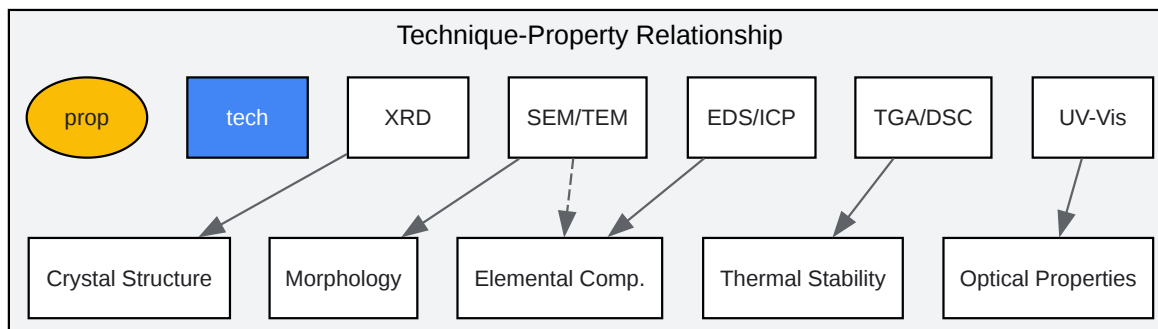 Technique-Property Relationship
prop
tech
XRD
SEM/TEM
EDS/ICP
TGA/DSC
UV-Vis
Crystal Structure
Morphology
Elemental Comp.
Thermal Stability
Optical Properties